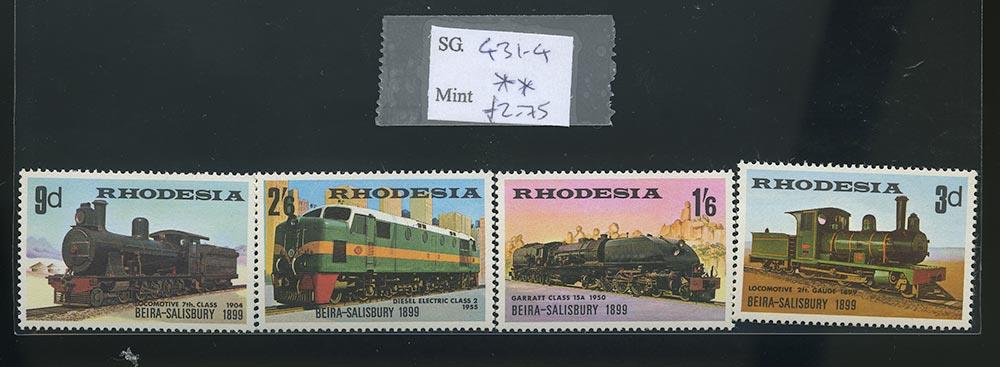 SG. 431-4
**
Mint £2-75
9d
RHODESIA
LOCOMOTIVE 7th. CLASS 1904
BEIRA-SALISBURY 1899
RHODESIA
2/6
DIESEL ELECTRIC CLASS 2
1955
BEIRA-SALISBURY 1899
RHODESIA
1/6
GARRATT CLASS 15A 1950
BEIRA-SALISBURY 1899
RHODESIA
3d
LOCOMOTIVE 2ft. GAUGE 1899
BEIRA-SALISBURY 1899